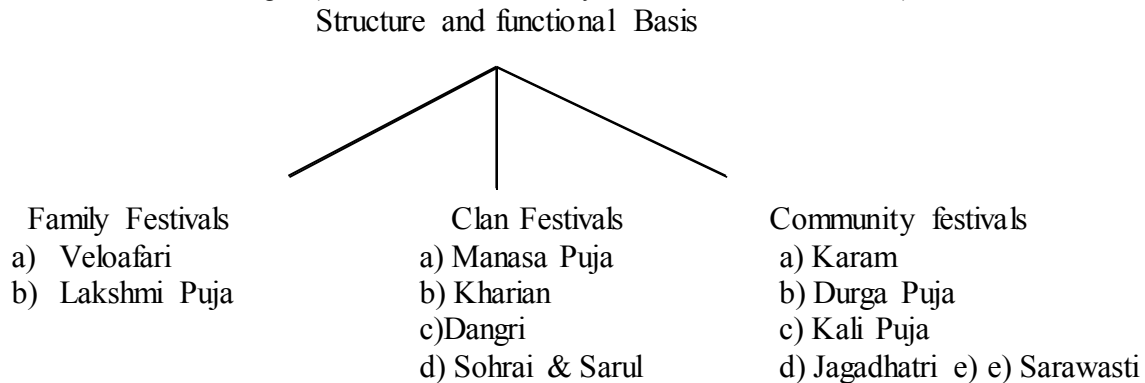 Structure and functional Basis
Family Festivals
a) Veloafari
b) Lakshmi Puja
Clan Festivals
a) Manasa Puja
b) Kharian
c)Dangri
d) Sohrai & Sarul
Community festivals
a) Karam
b) Durga Puja
c) Kali Puja
d) Jagadhatri e) e) Sarawasti